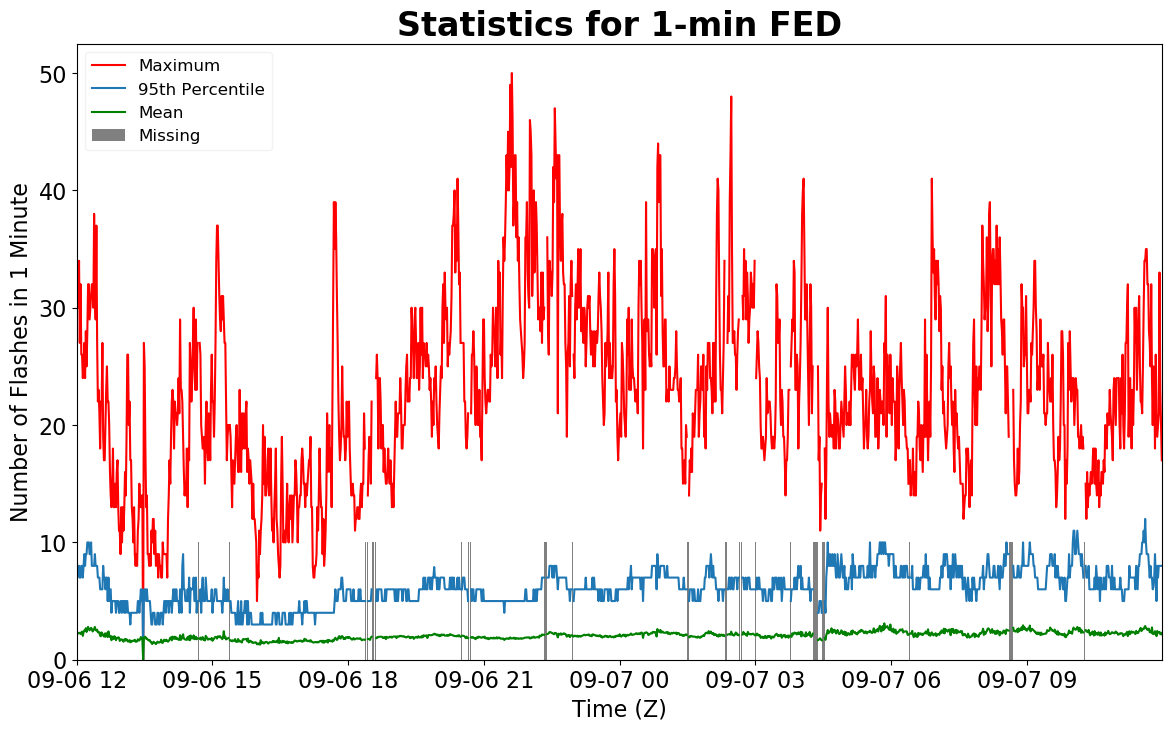 Statistics for 1-min FED
Number of Flashes in 1 Minute
50
40
30
20
10
0
Maximum
95th Percentile
Mean
Missing
09-06 12
09-06 15
09-06 18
09-06 21
09-07 00
09-07 03
09-07 06
09-07 09
Time (Z)